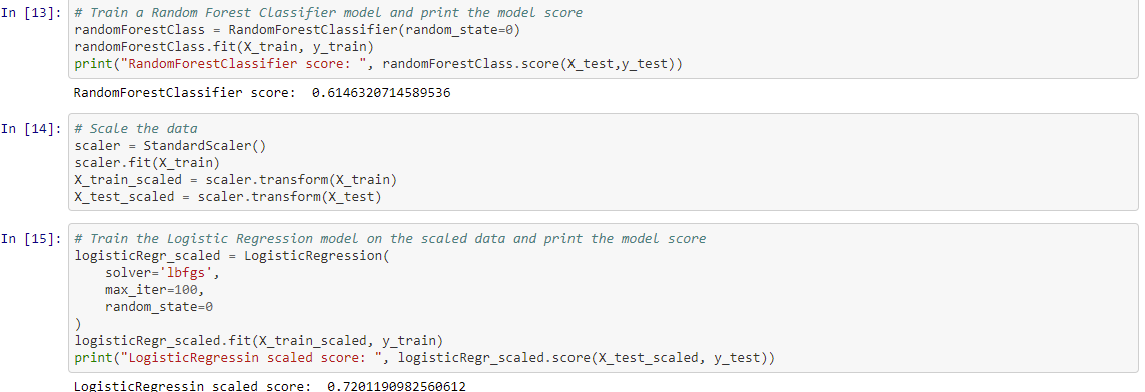 In [13]: # Train a Random Forest Classifier model and print the model score
randomForestClass = RandomForestClassifier(random_state=0)
randomForestClass.fit(X_train, y_train)
print("RandomForestClassifier score: ", randomForestClass.score(X_test,y_test))
RandomForestClassifier score:  0.6146320714589536
In [14]: # Scale the data
scaler = StandardScaler()
scaler.fit(X_train)
X_train_scaled = scaler.transform(X_train)
X_test_scaled = scaler.transform(X_test)
In [15]: # Train the Logistic Regression model on the scaled data and print the model score
logisticRegr_scaled = LogisticRegression(
    solver='lbfgs',
    max_iter=100,
    random_state=0
)
logisticRegr_scaled.fit(X_train_scaled, y_train)
print("LogisticRegressin scaled score: ", logisticRegr_scaled.score(X_test_scaled, y_test))
LogisticRegressin scaled score:  0.7201190982560612